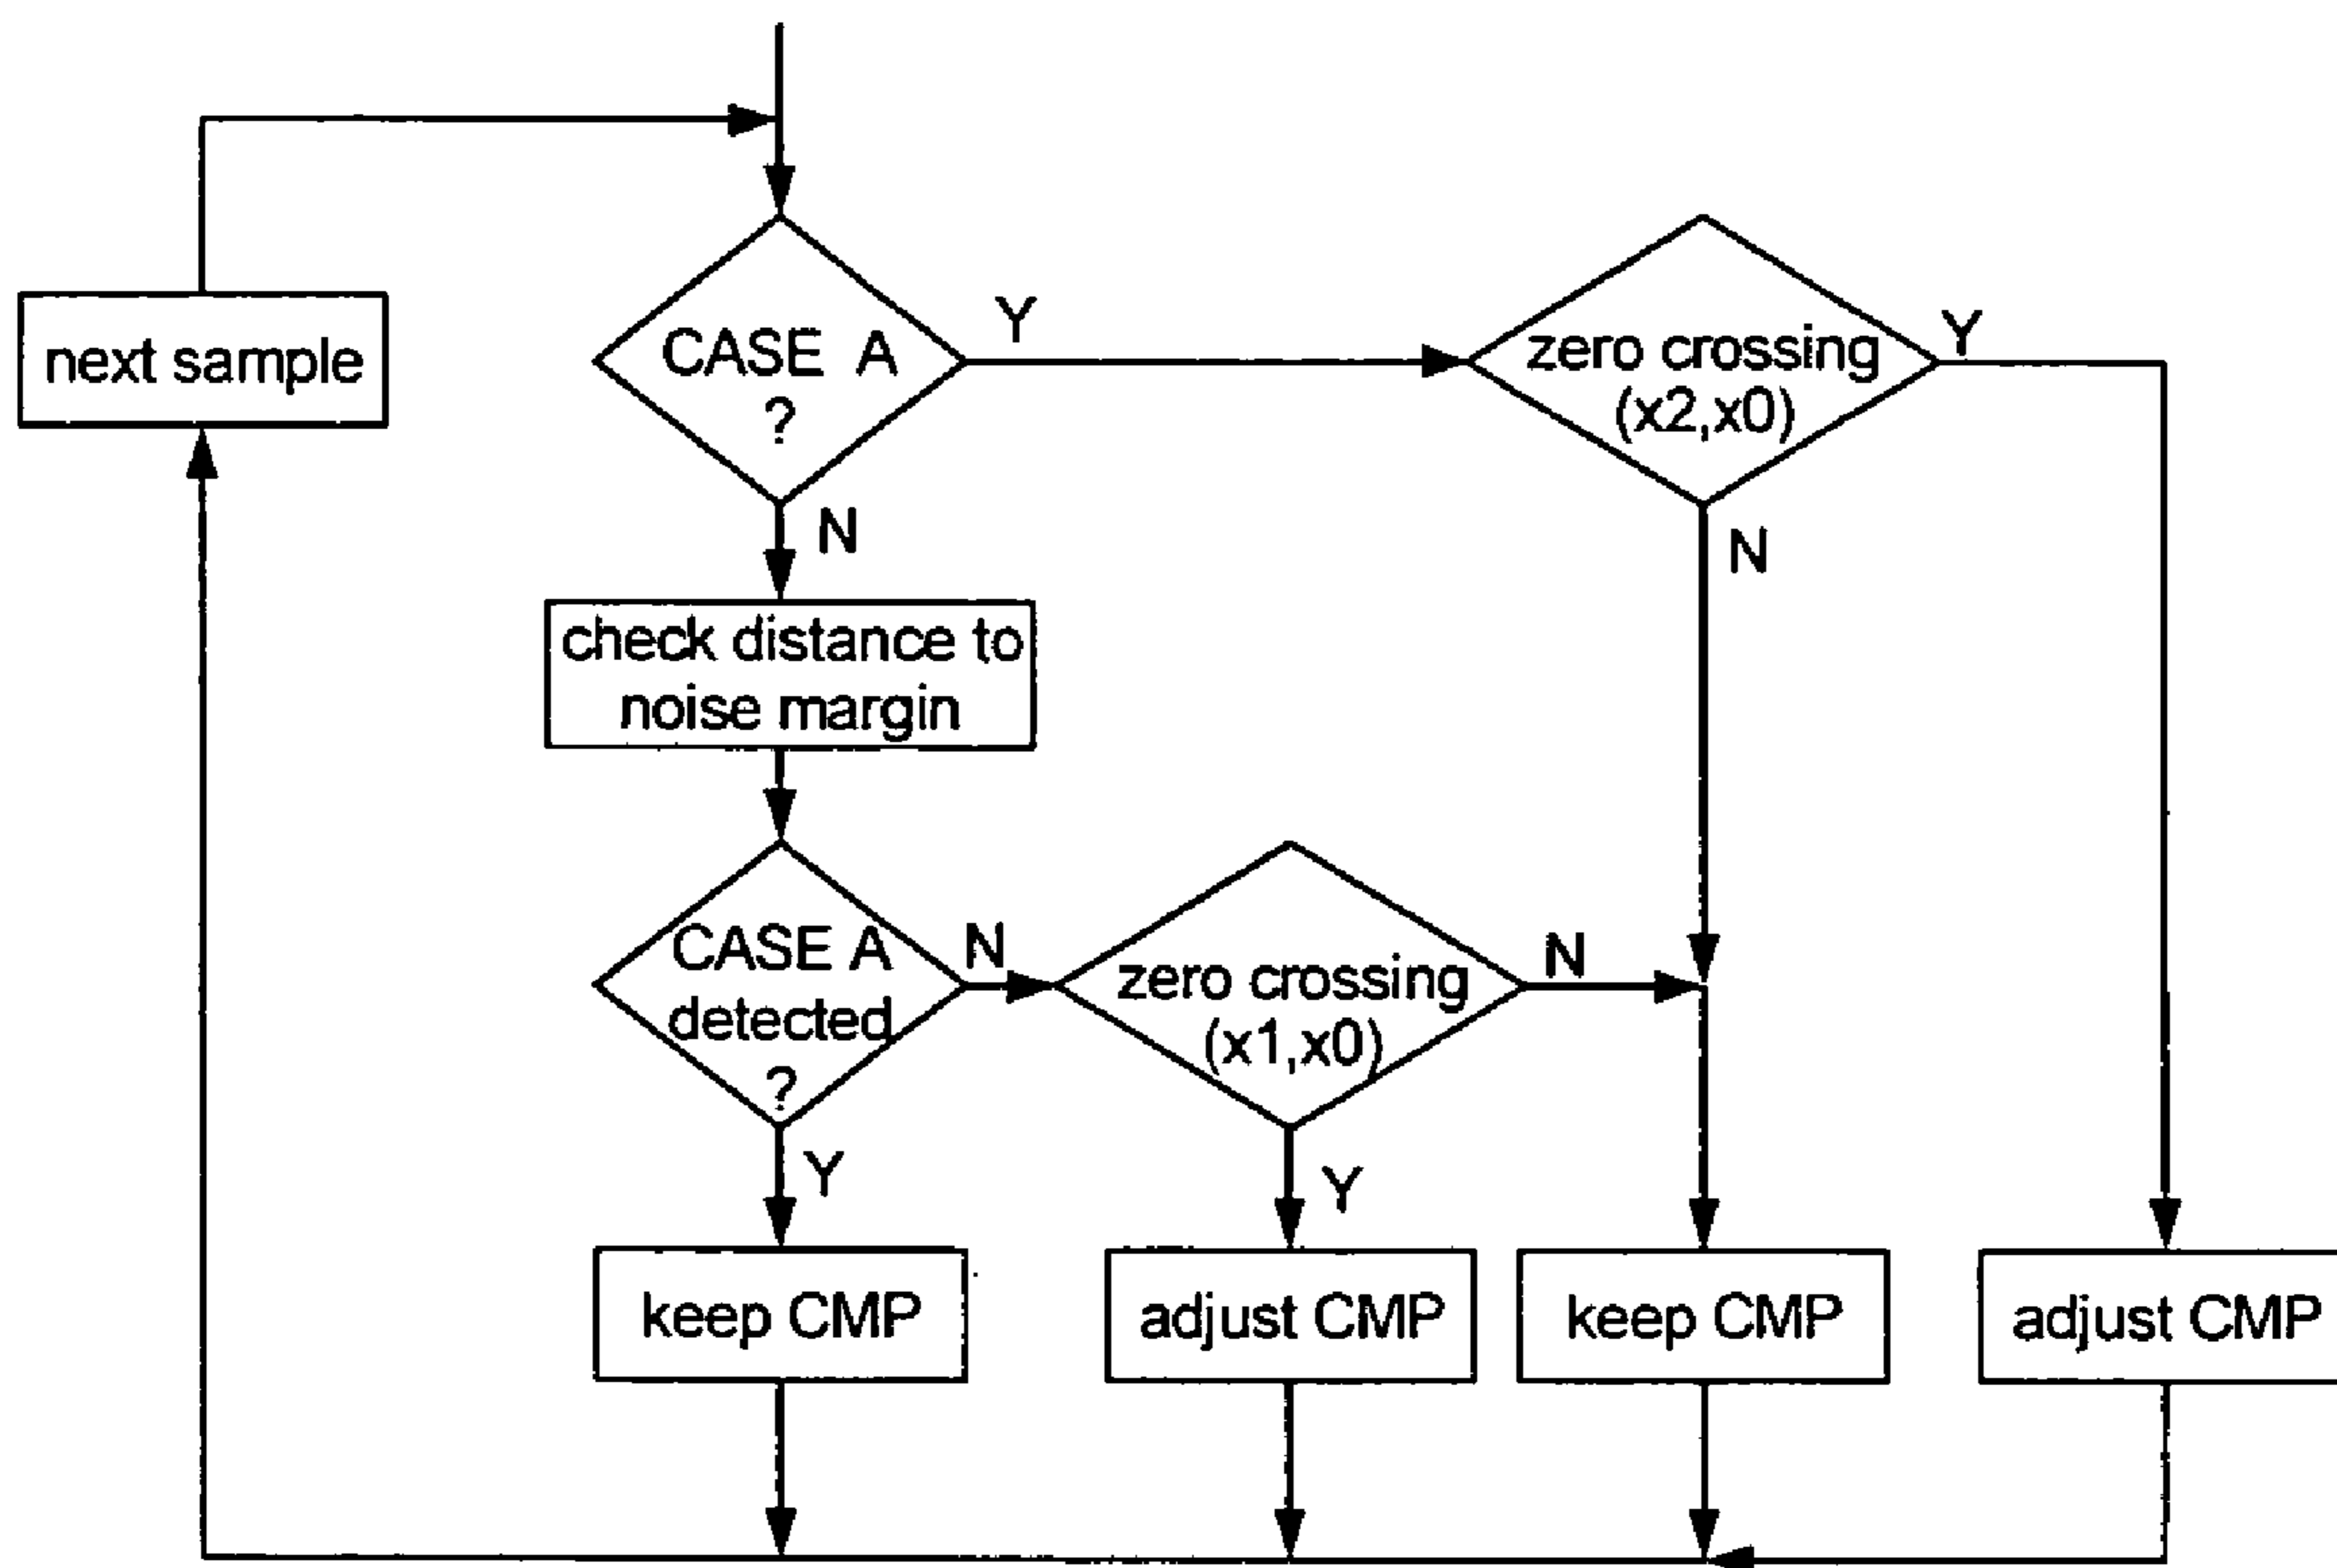 next sample
CASE A
?
Y
zero crossing
(x2,x0)
Y
N
N
check distance to
noise margin
CASE A
detected
?
N
zero crossing
(x1,x0)
N
Y
Y
keep CMP
adjust CMP
keep CMP
adjust CMP